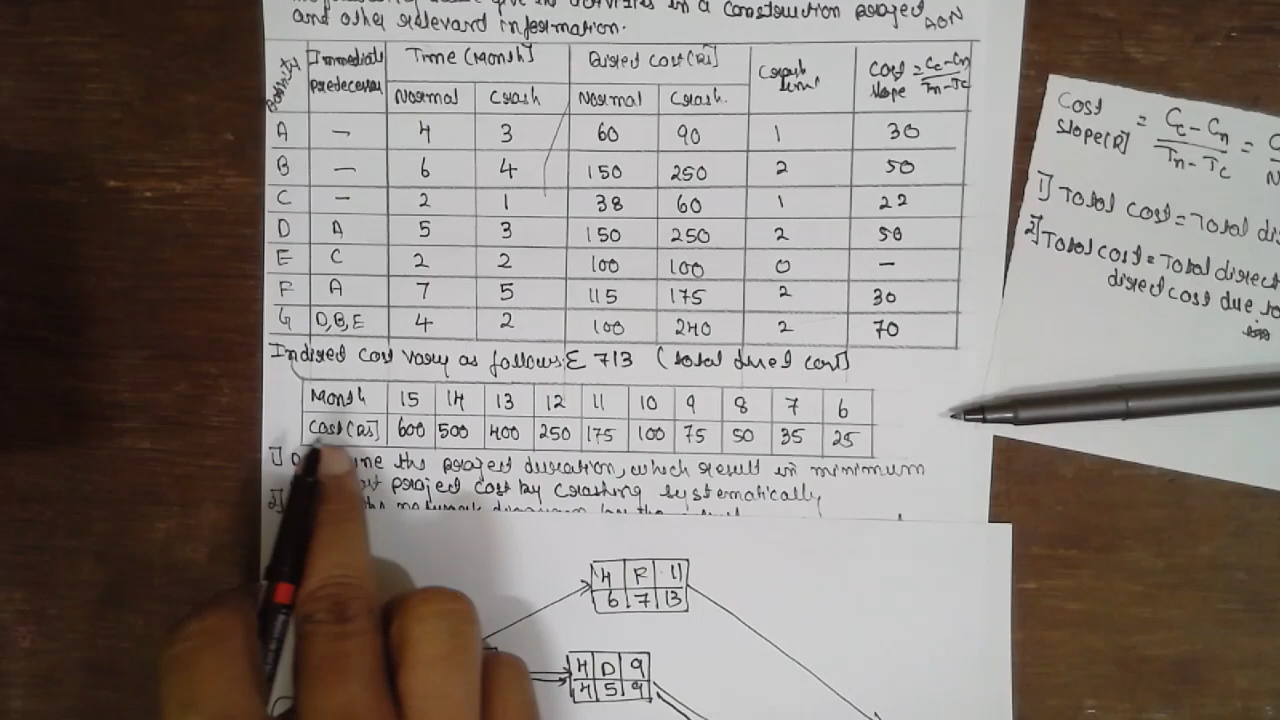 in a construction project AON
and other relevant information.
Activity | Immediate Predecessor | Time (Month) | Direct cost (Rs) | Crash limit | Cost slope = Cc-Cn / Tn-Tc
Normal | Crash | Normal | Crash.
A | - | 4 | 3 | 60 | 90 | 1 | 30
B | - | 6 | 4 | 150 | 250 | 2 | 50
C | - | 2 | 1 | 38 | 60 | 1 | 22
D | A | 5 | 3 | 150 | 250 | 2 | 50
E | C | 2 | 2 | 100 | 100 | 0 | -
F | A | 7 | 5 | 115 | 175 | 2 | 30
G | D,B,E | 4 | 2 | 100 | 240 | 2 | 70
Indirect cost vary as follows: Σ 713 (total direct cost)
Month | 15 | 14 | 13 | 12 | 11 | 10 | 9 | 8 | 7 | 6
Cost (Rs) | 600 | 500 | 400 | 250 | 175 | 100 | 75 | 50 | 35 | 25
1] the project duration, which result in minimum
project cost by crashing systematically
2]
4 F 11
6 7 13
4 D 9
4 5 9
Cost slope [R] = Cc-Cn / Tn-Tc =
1] Total cost = Total
2] Total cost = Total direct
direct cost due to